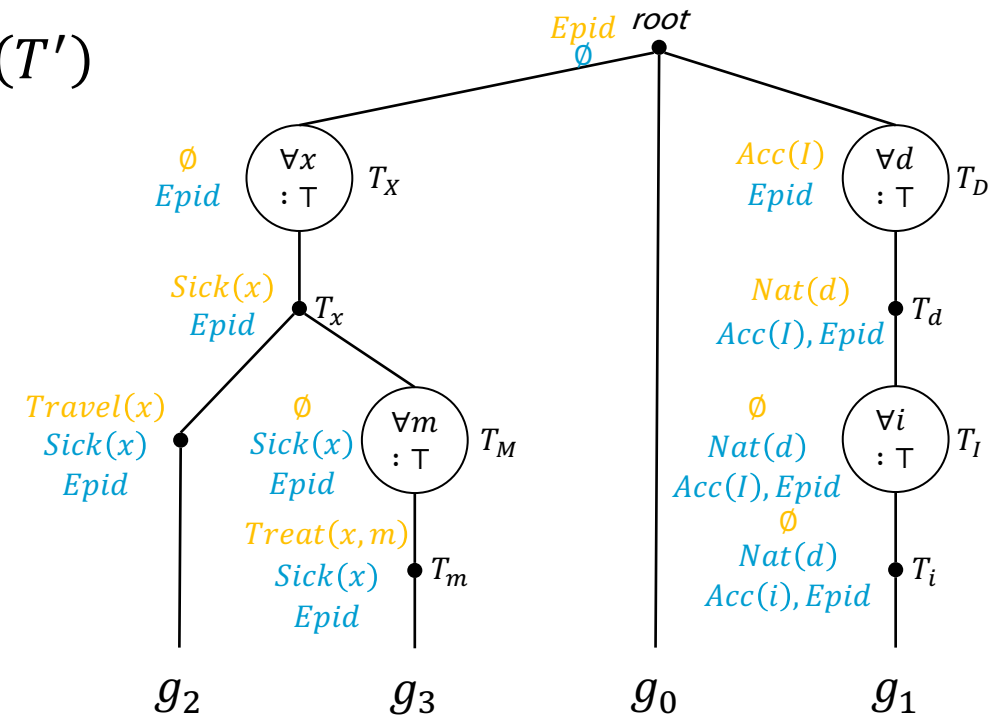 (T′)
Epid root
∅
∅
Epid
∀x
: ⊤
T_X
Acc(I)
Epid
∀d
: ⊤
T_D
Sick(x)
Epid
T_x
Nat(d)
Acc(I), Epid
T_d
Travel(x)
Sick(x)
Epid
∅
Sick(x)
Epid
∀m
: ⊤
T_M
∅
Nat(d)
Acc(I), Epid
∀i
: ⊤
T_I
Treat(x, m)
Sick(x)
Epid
T_m
∅
Nat(d)
Acc(i), Epid
T_i
g_2 g_3 g_0 g_1